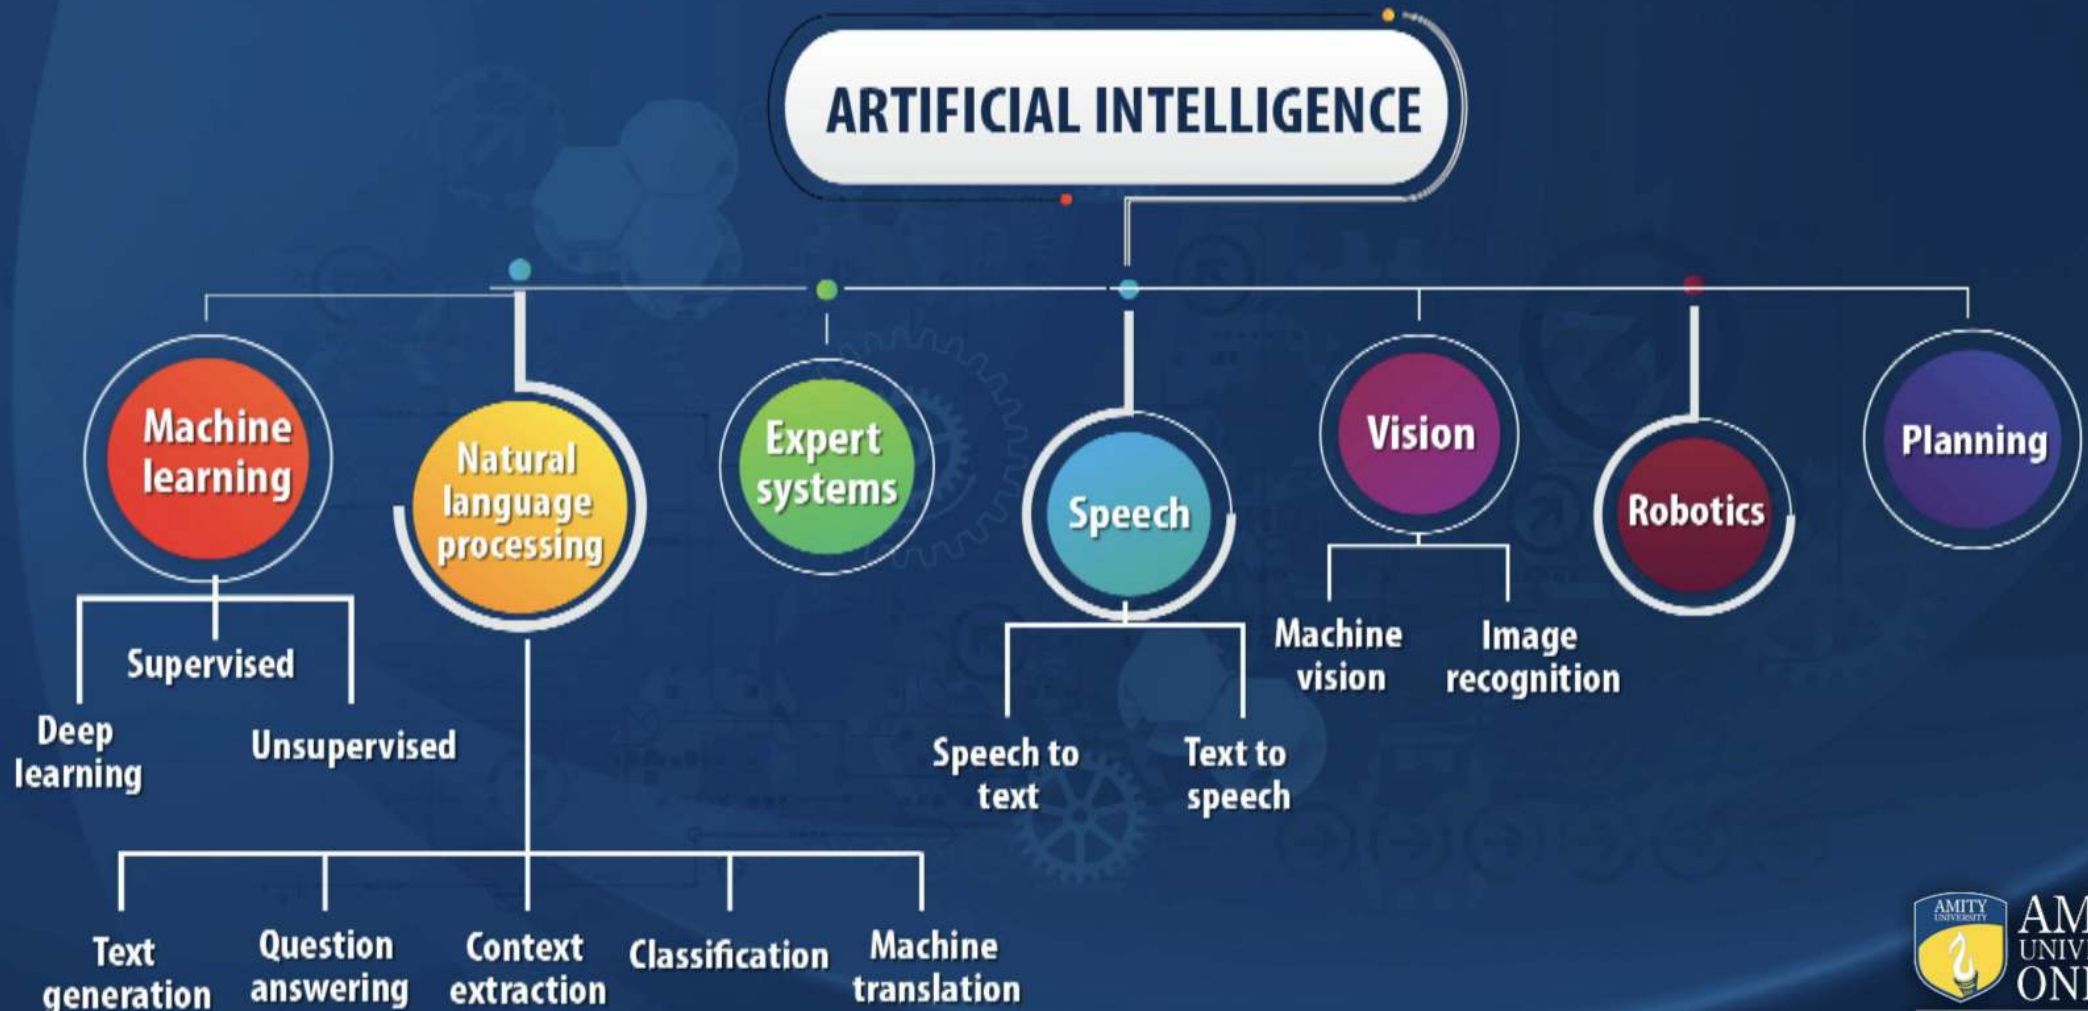 ARTIFICIAL INTELLIGENCE
Machine
learning
Natural
language
processing
Expert
systems
Speech
Vision
Robotics
Planning
Deep
learning
Supervised
Unsupervised
Speech to
text
Text to
speech
Machine
vision
Image
recognition
Text
generation
Question
answering
Context
extraction
Classification
Machine
translation
AMITY
UNIVERSITY